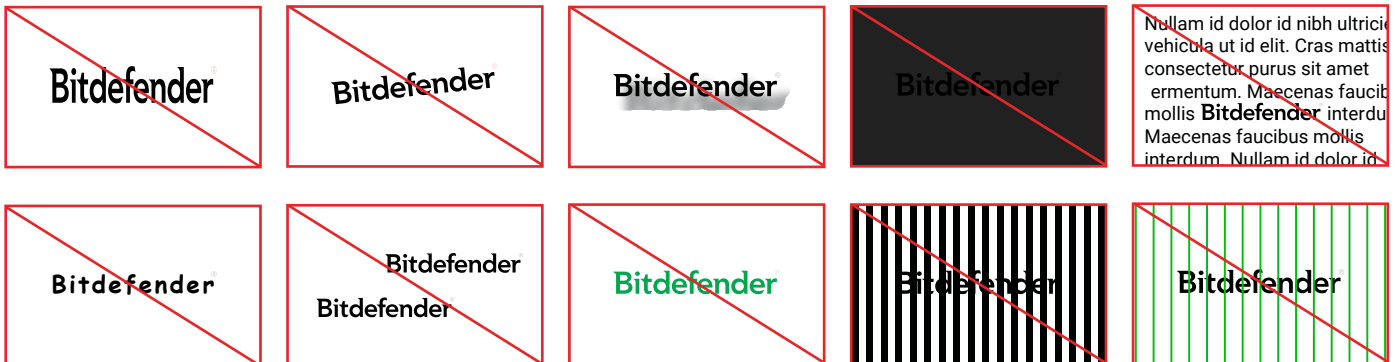 Bitdefender®
Bitdefender
Bitdefender
Bitdefender
Nullam id dolor id nibh
vehicula ut id elit. Cras mattis
consectetur purus sit amet
ermentum. Maecenas faucib
mollis Bitdefender interdu
Maecenas faucibus mollis
interdum. Nullam id dolor id
Bitdefender®
Bitdefender
Bitdefender
Bitdefender
Bitdefender
Bitdefender